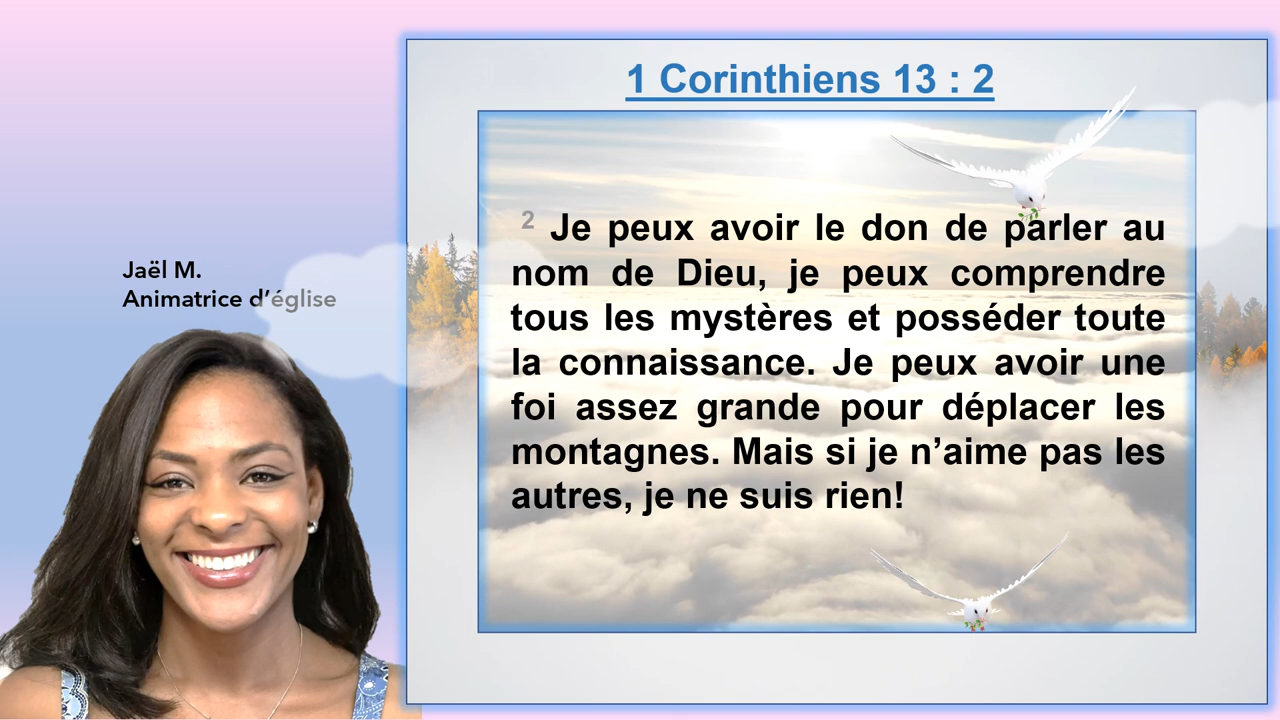 1 Corinthiens 13 : 2
Jaël M.
Animatrice d’église
2 Je peux avoir le don de parler au
nom de Dieu, je peux comprendre
tous les mystères et posséder toute
la connaissance. Je peux avoir une
foi assez grande pour déplacer les
montagnes. Mais si je n’aime pas les
autres, je ne suis rien!